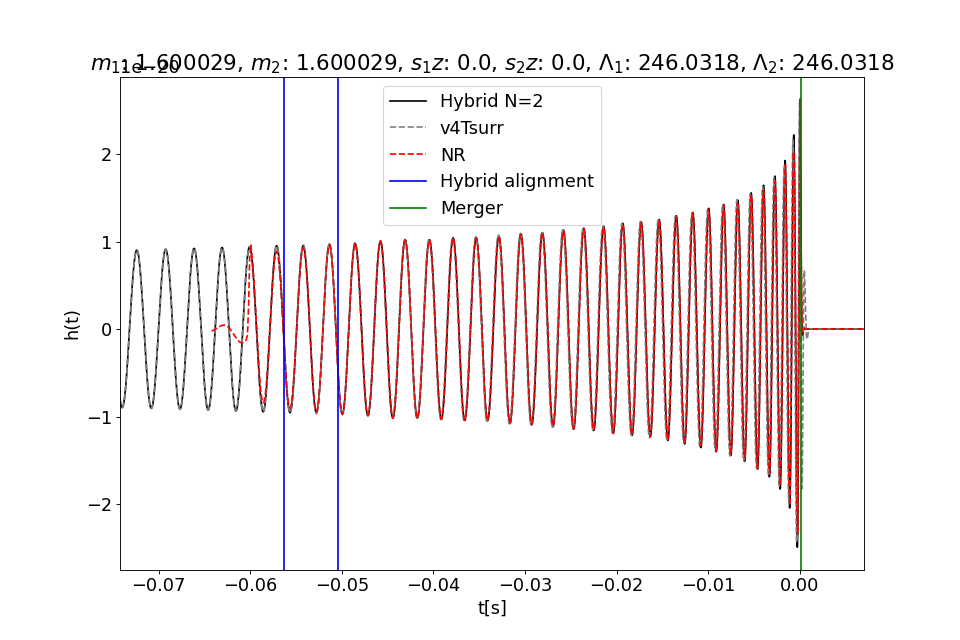 m₁: 1.600029, m₂: 1.600029, s₁z: 0.0, s₂z: 0.0, Λ₁: 246.0318, Λ₂: 246.0318
1e−20
Hybrid N=2
v4Tsurr
NR
Hybrid alignment
Merger
2
1
0
−1
−2
h(t)
−0.07 −0.06 −0.05 −0.04 −0.03 −0.02 −0.01 0.00
t[s]